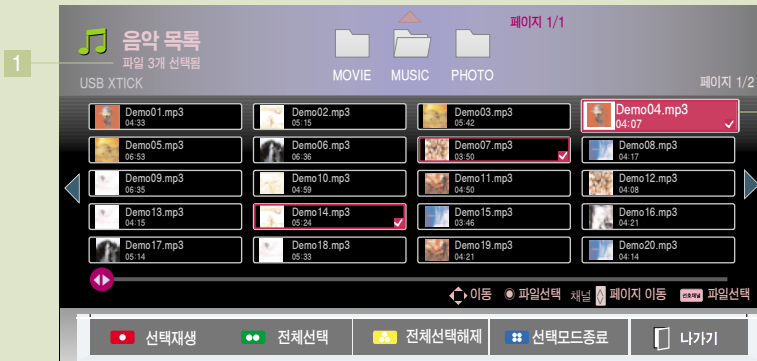 페이지 1/1
음악 목록
1
파일 3개 선택됨
USB XTICK
MOVIE MUSIC PHOTO
페이지 1/2
Demo01.mp3 Demo02.mp3 Demo03.mp3 Demo04.mp3
04:33 05:15 05:42 04:07
Demo05.mp3 Demo06.mp3 Demo07.mp3 Demo08.mp3
06:53 06:36 03:50 04:17
Demo09.mp3 Demo10.mp3 Demo11.mp3 Demo12.mp3
06:35 04:59 04:50 04:08
Demo13.mp3 Demo14.mp3 Demo15.mp3 Demo16.mp3
04:15 05:24 03:46 04:21
Demo17.mp3 Demo18.mp3 Demo19.mp3 Demo20.mp3
05:14 05:33 04:21 04:14
이동 파일선택 채널 페이지 이동 선호채널 파일선택
선택재생 전체선택 전체선택해제 선택모드종료 나가기